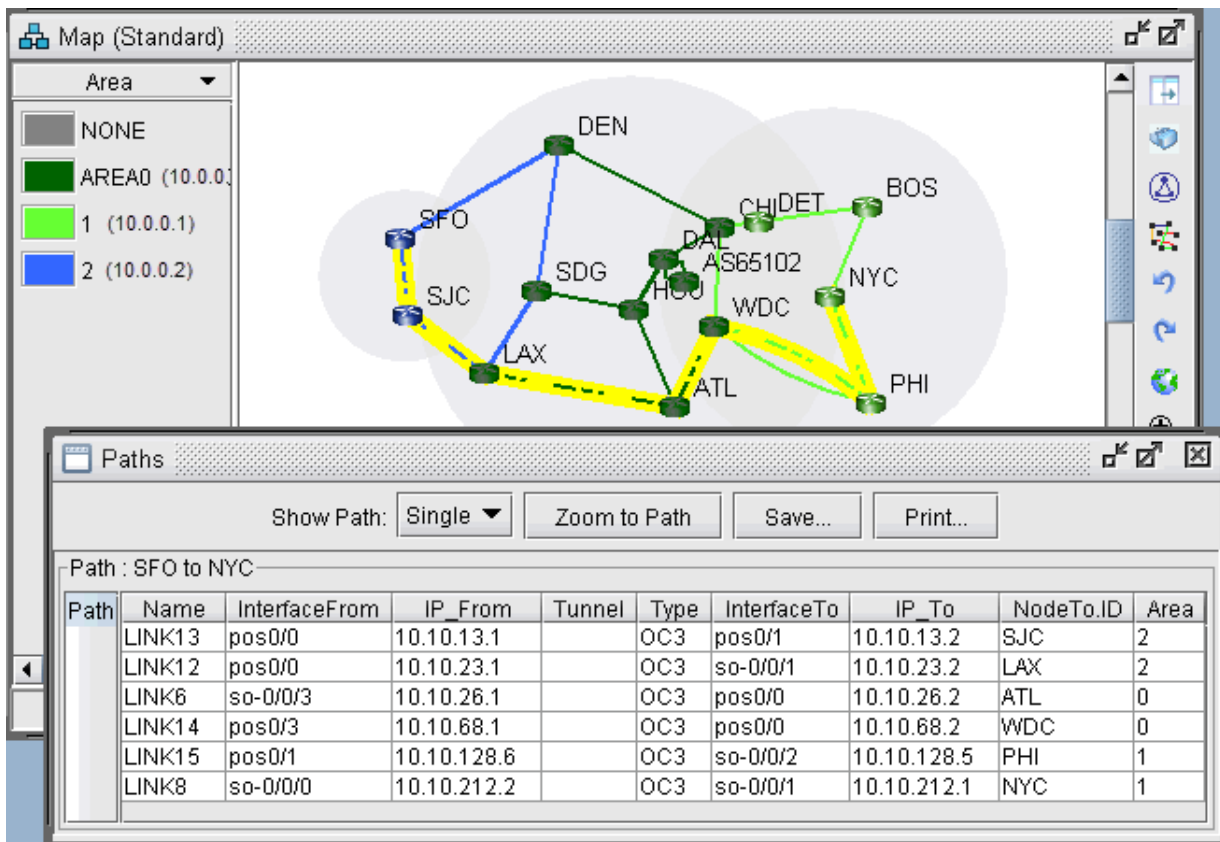 Map (Standard)
Area
NONE
AREA0 (10.0.0.
1 (10.0.0.1)
2 (10.0.0.2)
DEN
BOS
CHI
DET
SFO
DAL
AS65102
SDG
HOU
NYC
SJC
WDC
LAX
ATL
PHI
Paths
Show Path: Single Zoom to Path Save... Print...
Path : SFO to NYC
Path Name InterfaceFrom IP_From Tunnel Type InterfaceTo IP_To NodeTo.ID Area
LINK13 pos0/0 10.10.13.1 OC3 pos0/1 10.10.13.2 SJC 2
LINK12 pos0/0 10.10.23.1 OC3 so-0/0/1 10.10.23.2 LAX 2
LINK6 so-0/0/3 10.10.26.1 OC3 pos0/0 10.10.26.2 ATL 0
LINK14 pos0/3 10.10.68.1 OC3 pos0/0 10.10.68.2 WDC 0
LINK15 pos0/1 10.10.128.6 OC3 so-0/0/2 10.10.128.5 PHI 1
LINK8 so-0/0/0 10.10.212.2 OC3 so-0/0/1 10.10.212.1 NYC 1